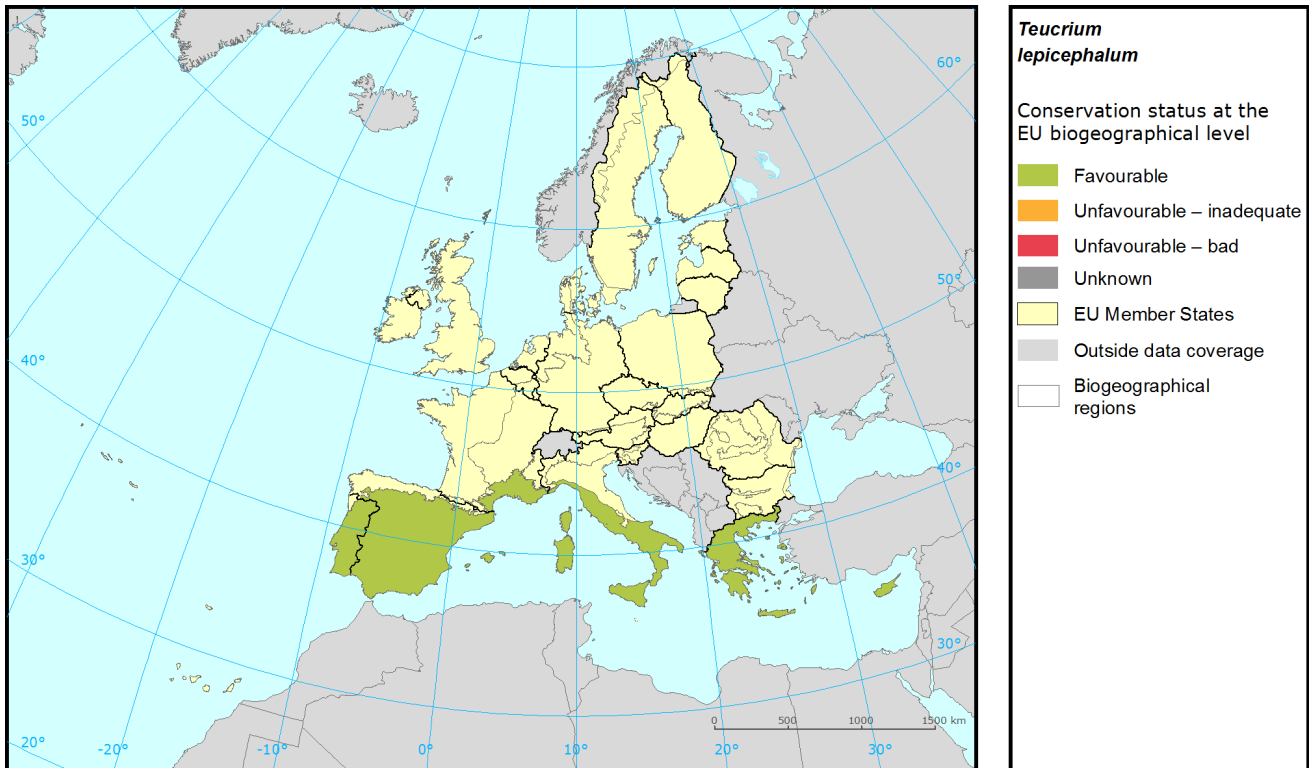 Teucrium
lepicephalum
Conservation status at the
EU biogeographical level
Favourable
Unfavourable – inadequate
Unfavourable – bad
Unknown
EU Member States
Outside data coverage
Biogeographical
regions
60°
50°
50°
40°
40°
30°
30°
0 500 1000 1500 km
20° -20° -10° 0° 10° 20° 30°